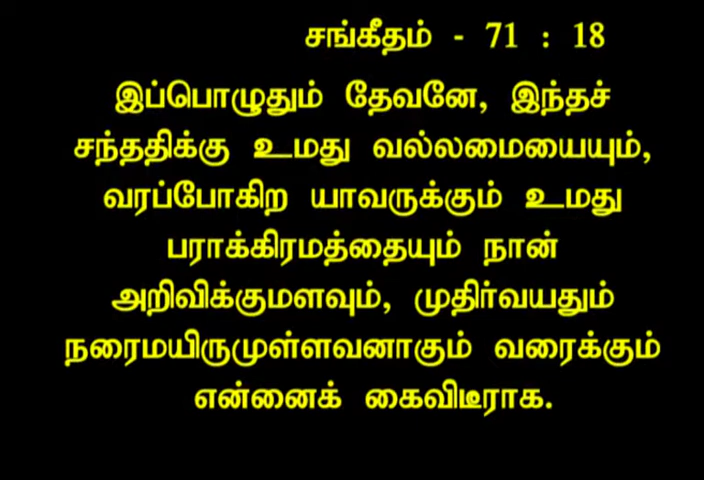 சங்கீதம் - 71 : 18
இப்பொழுதும் தேவனே, இந்தச்
சந்ததிக்கு உமது வல்லமையையும்,
வரப்போகிற யாவருக்கும் உமது
பராக்கிரமத்தையும் நான்
அறிவிக்குமளவும், முதிர்வயதும்
நரைமயிருமுள்ளவனாகும் வரைக்கும்
என்னைக் கைவிடீராக.